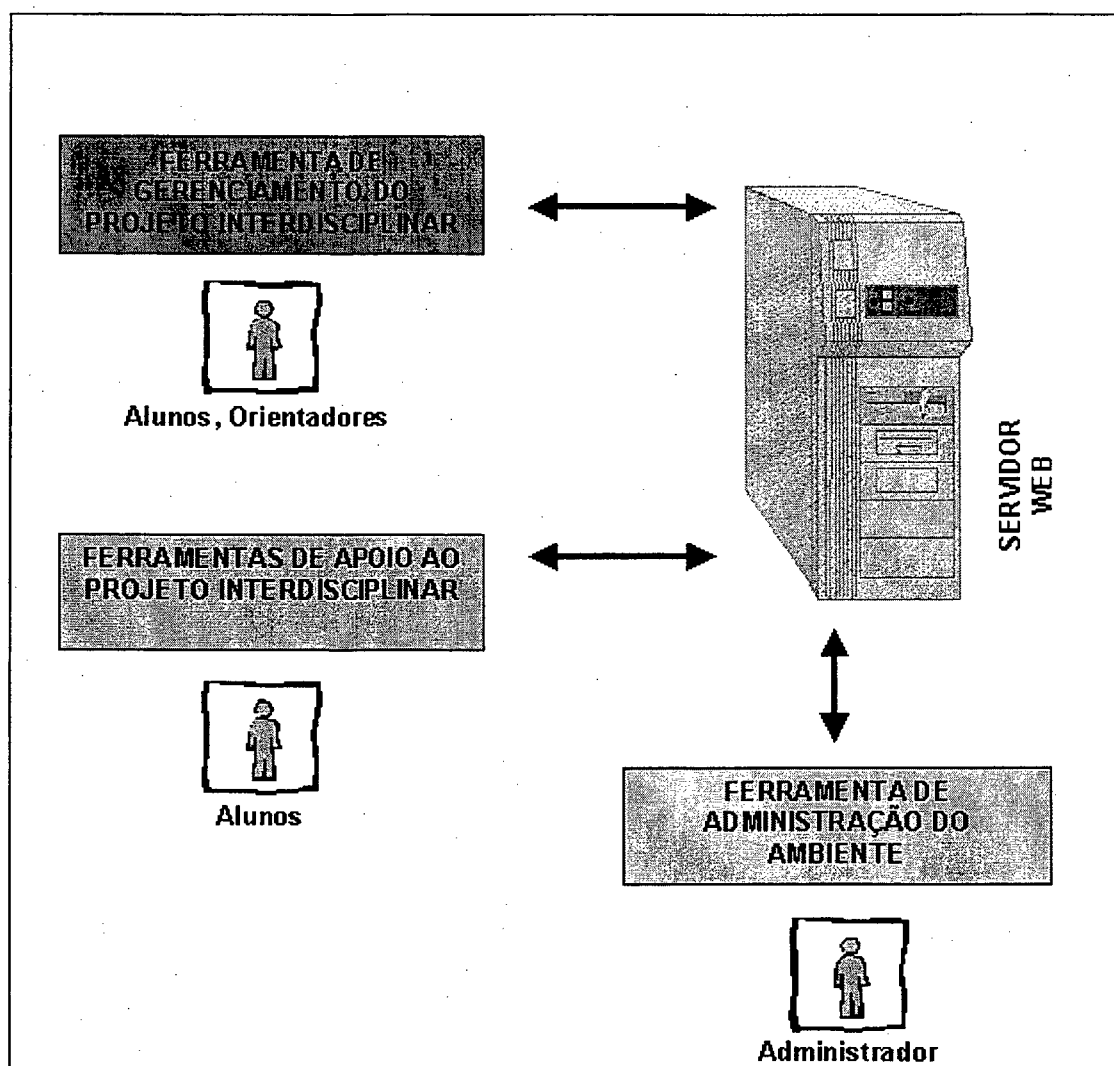 FERRAMENTA DE
GERENCIAMENTO DO
PROJETO INTERDISCIPLINAR
Alunos, Orientadores
SERVIDOR
WEB
FERRAMENTAS DE APOIO AO
PROJETO INTERDISCIPLINAR
Alunos
FERRAMENTA DE
ADMINISTRAÇÃO DO
AMBIENTE
Administrador